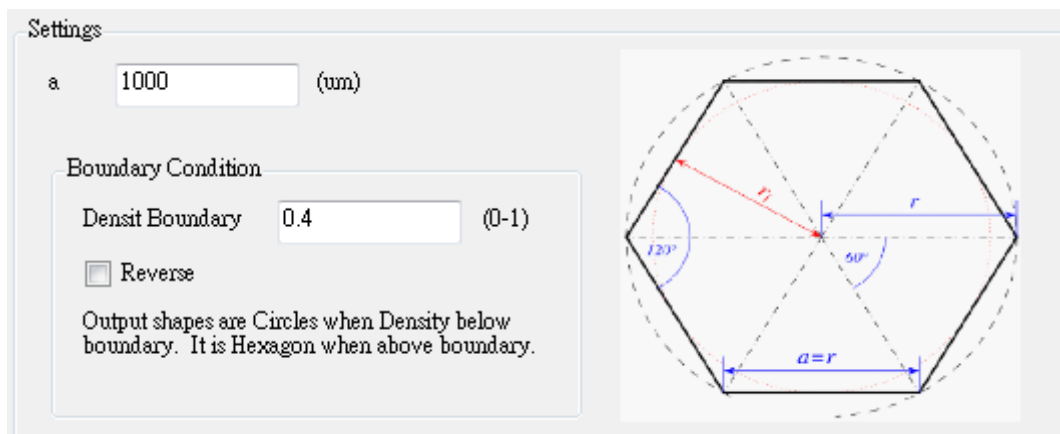 Settings
a 1000 (um)
Boundary Condition
Densit Boundary 0.4 (0-1)
Reverse
Output shapes are Circles when Density below
boundary. It is Hexagon when above boundary.
rᵢ
r
120°
60°
a=r